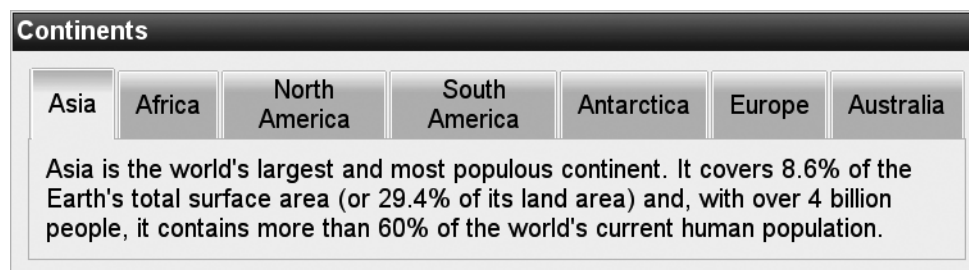 Continents
Asia
Africa
North
America
South
America
Antarctica
Europe
Australia
Asia is the world's largest and most populous continent. It covers 8.6% of the
Earth's total surface area (or 29.4% of its land area) and, with over 4 billion
people, it contains more than 60% of the world's current human population.